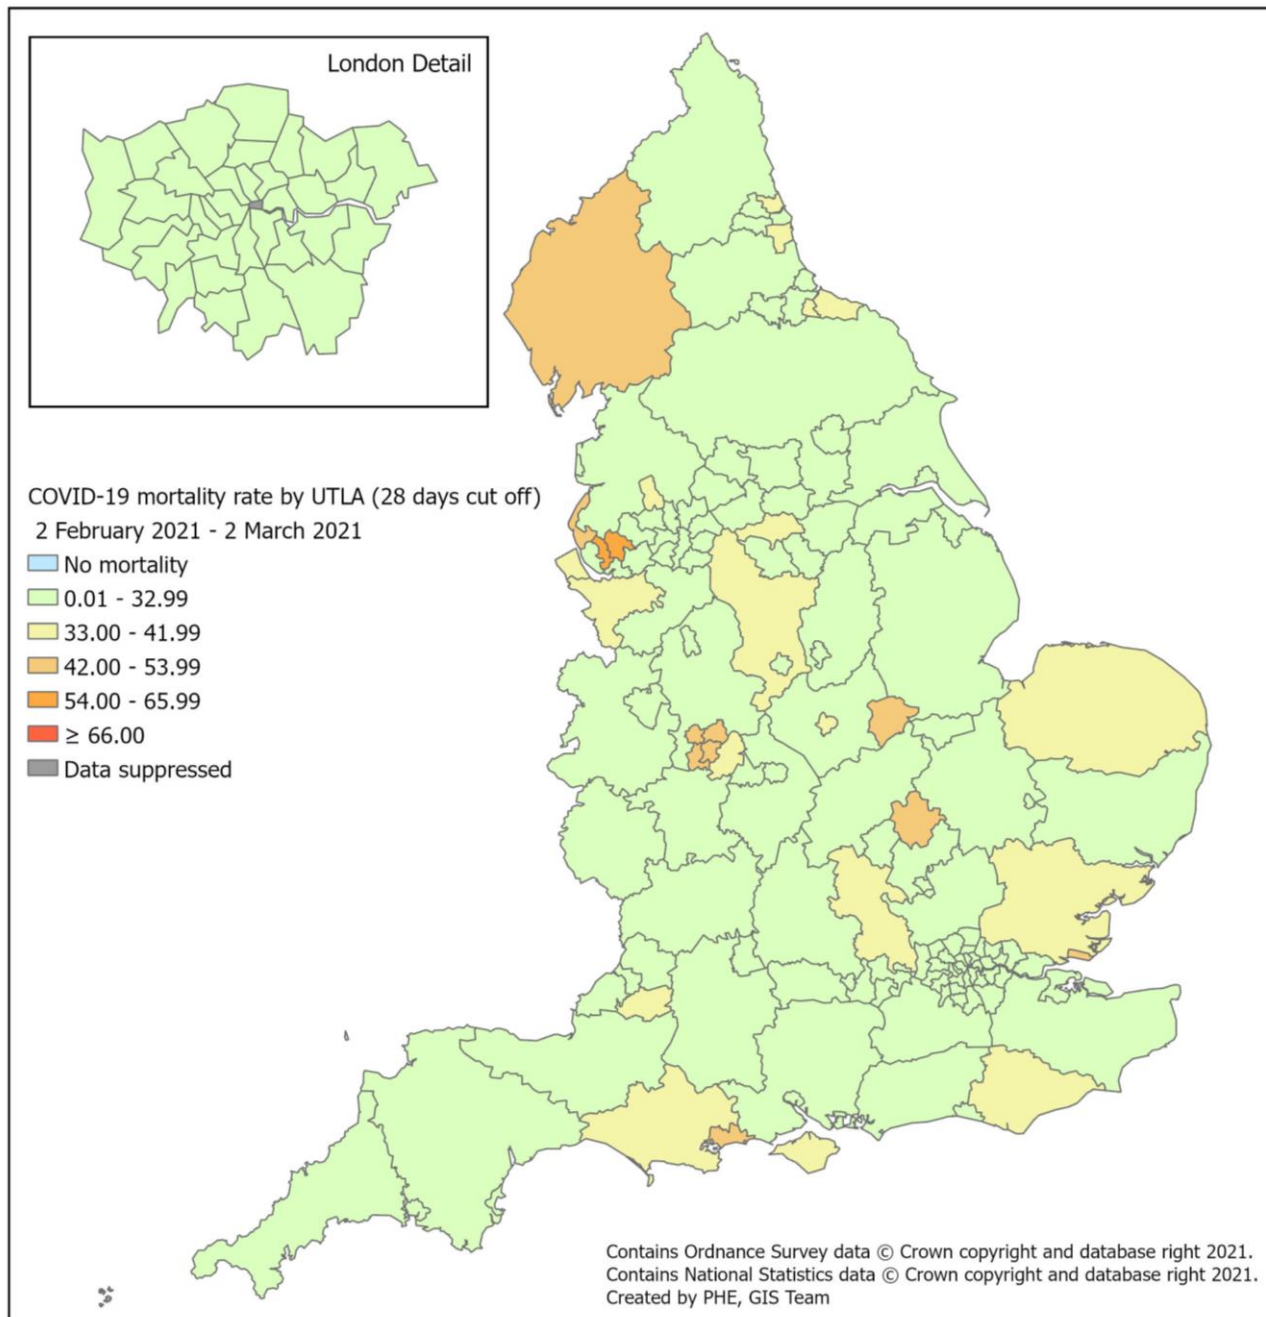 London Detail
COVID-19 mortality rate by UTLA (28 days cut off)
2 February 2021 - 2 March 2021
No mortality
0.01 - 32.99
33.00 - 41.99
42.00 - 53.99
54.00 - 65.99
≥ 66.00
Data suppressed
Contains Ordnance Survey data © Crown copyright and database right 2021.
Contains National Statistics data © Crown copyright and database right 2021.
Created by PHE, GIS Team